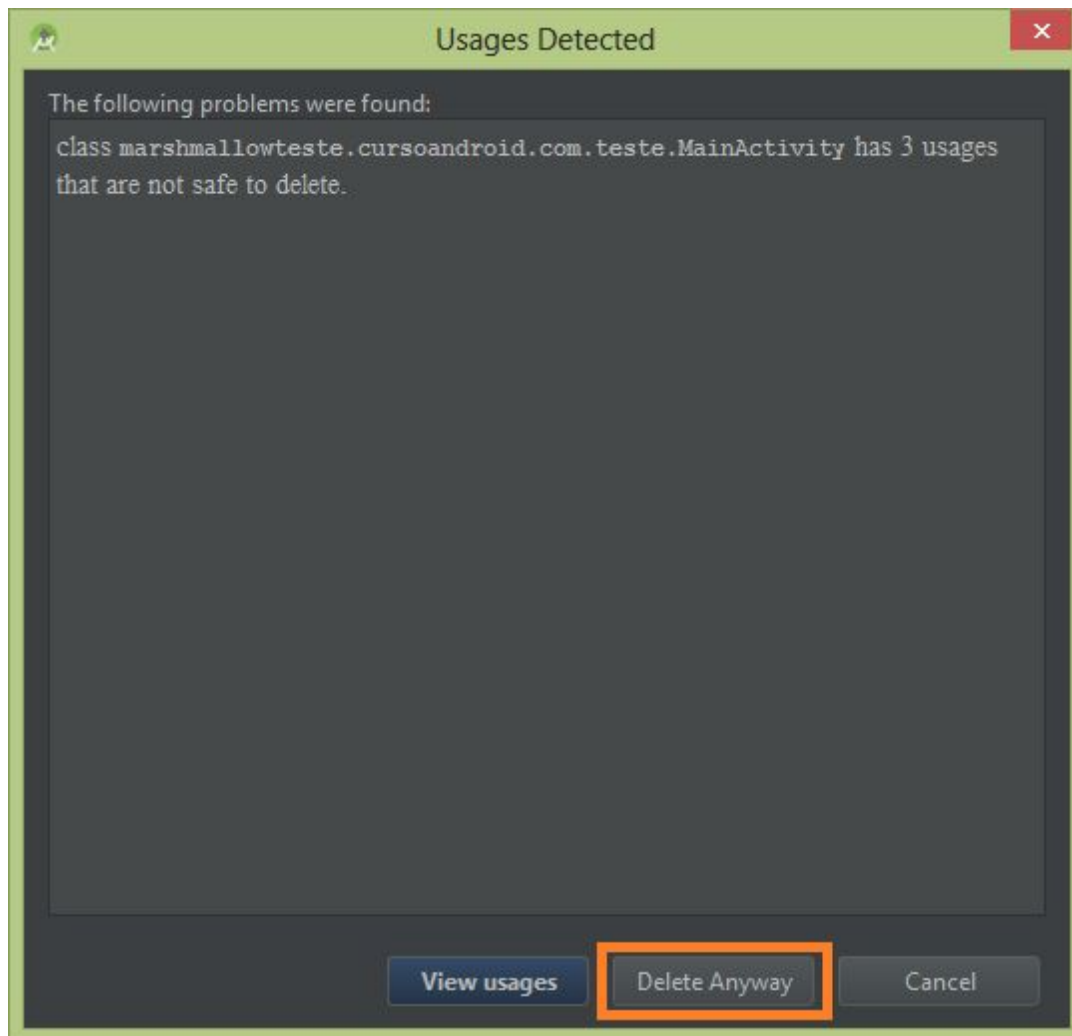 Usages Detected
The following problems were found:
class marshmallowteste.cursoandroid.com.teste.MainActivity has 3 usages
that are not safe to delete.
View usages
Delete Anyway
Cancel